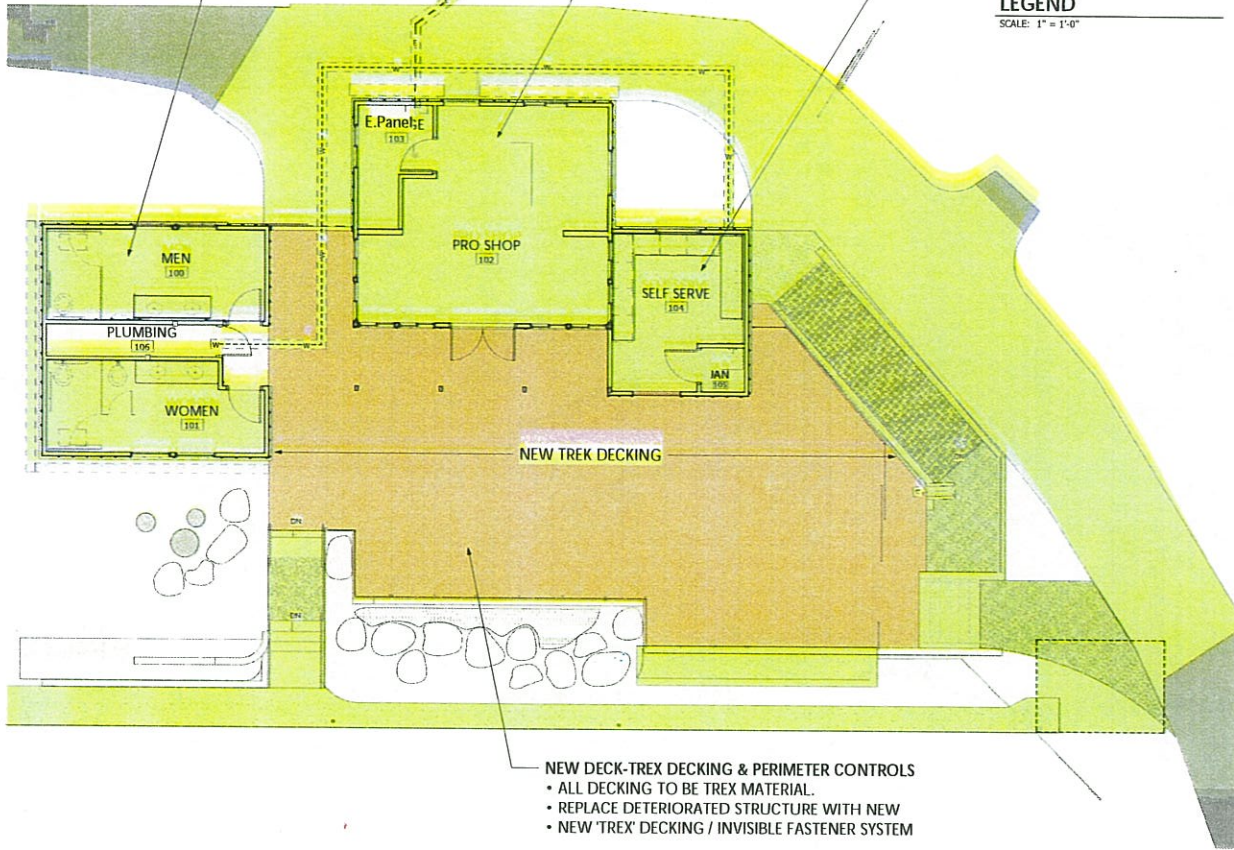 LEGEND
SCALE: 1" = 1'-0"
E.Panel
103
PRO SHOP
102
MEN
100
SELF SERVE
104
PLUMBING
106
JAN
105
WOMEN
101
NEW TREK DECKING
DN
DN
NEW DECK-TREX DECKING & PERIMETER CONTROLS
• ALL DECKING TO BE TREX MATERIAL.
• REPLACE DETERIORATED STRUCTURE WITH NEW
• NEW 'TREX' DECKING / INVISIBLE FASTENER SYSTEM